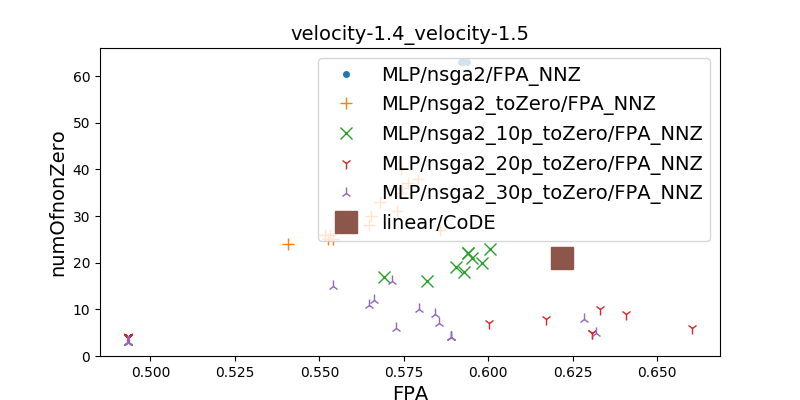 velocity-1.4_velocity-1.5
60
50
40
30
20
10
0
numOfnonZero
MLP/nsga2/FPA_NNZ
MLP/nsga2_toZero/FPA_NNZ
MLP/nsga2_10p_toZero/FPA_NNZ
MLP/nsga2_20p_toZero/FPA_NNZ
MLP/nsga2_30p_toZero/FPA_NNZ
linear/CoDE
0.500 0.525 0.550 0.575 0.600 0.625 0.650
FPA